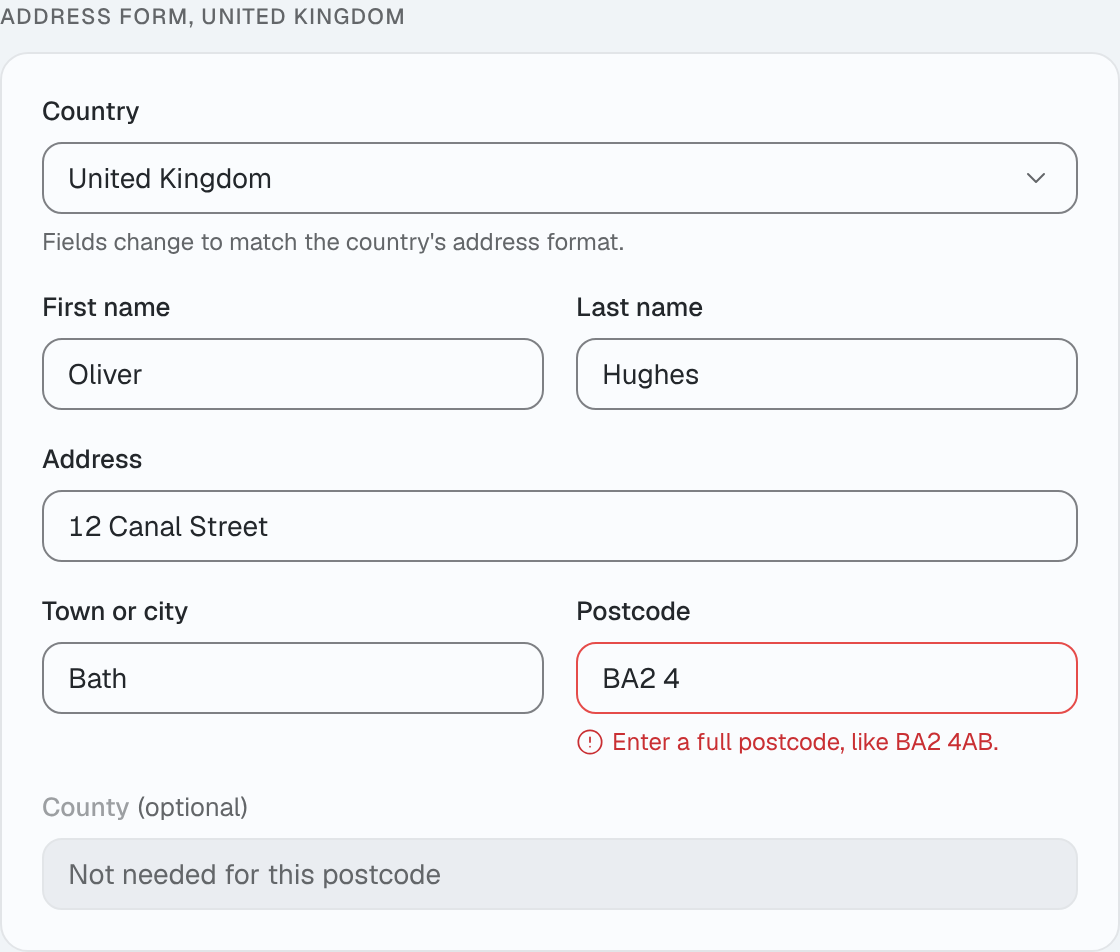 ADDRESS FORM, UNITED KINGDOM
Country
United Kingdom
Fields change to match the country's address format.
First name
Last name
Oliver
Hughes
Address
12 Canal Street
Town or city
Postcode
Bath
BA2 4
Enter a full postcode, like BA2 4AB.
County (optional)
Not needed for this postcode